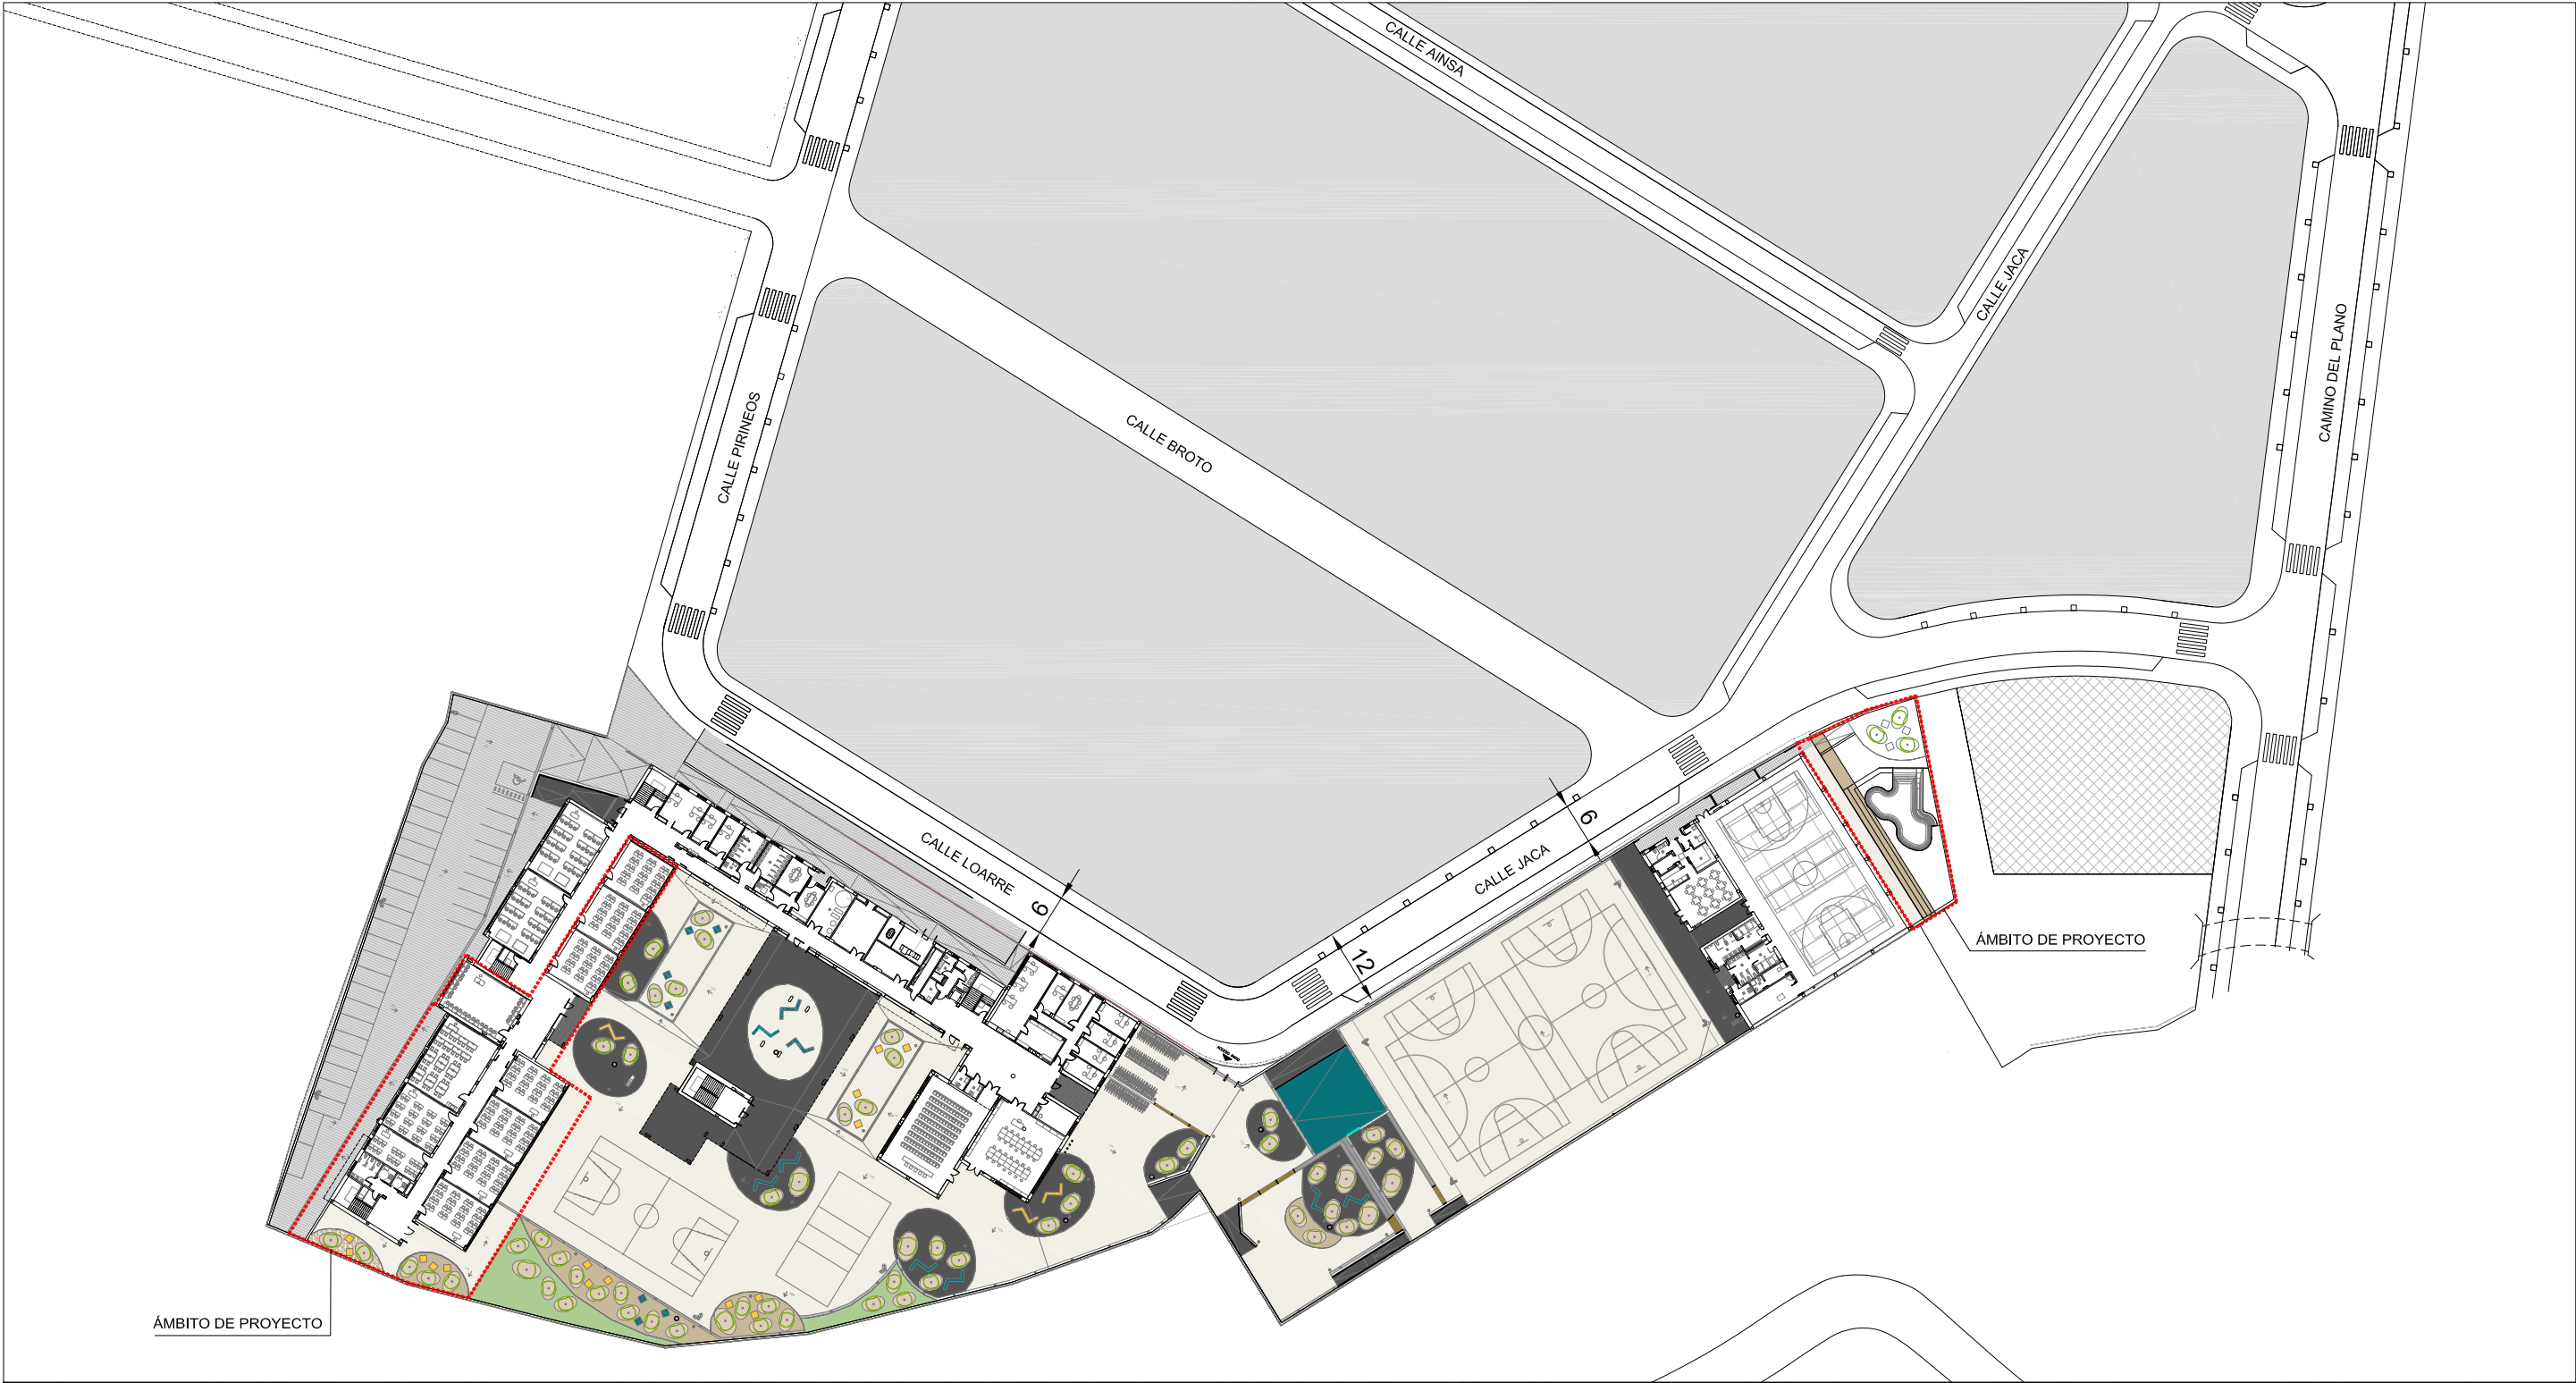 CALLE AINSA
CALLE JACA
CAMINO DEL PLANO
CALLE PIRINEOS
CALLE BROTO
CALLE LOARRE
9
6
CALLE JACA
12
ÁMBITO DE PROYECTO
ÁMBITO DE PROYECTO